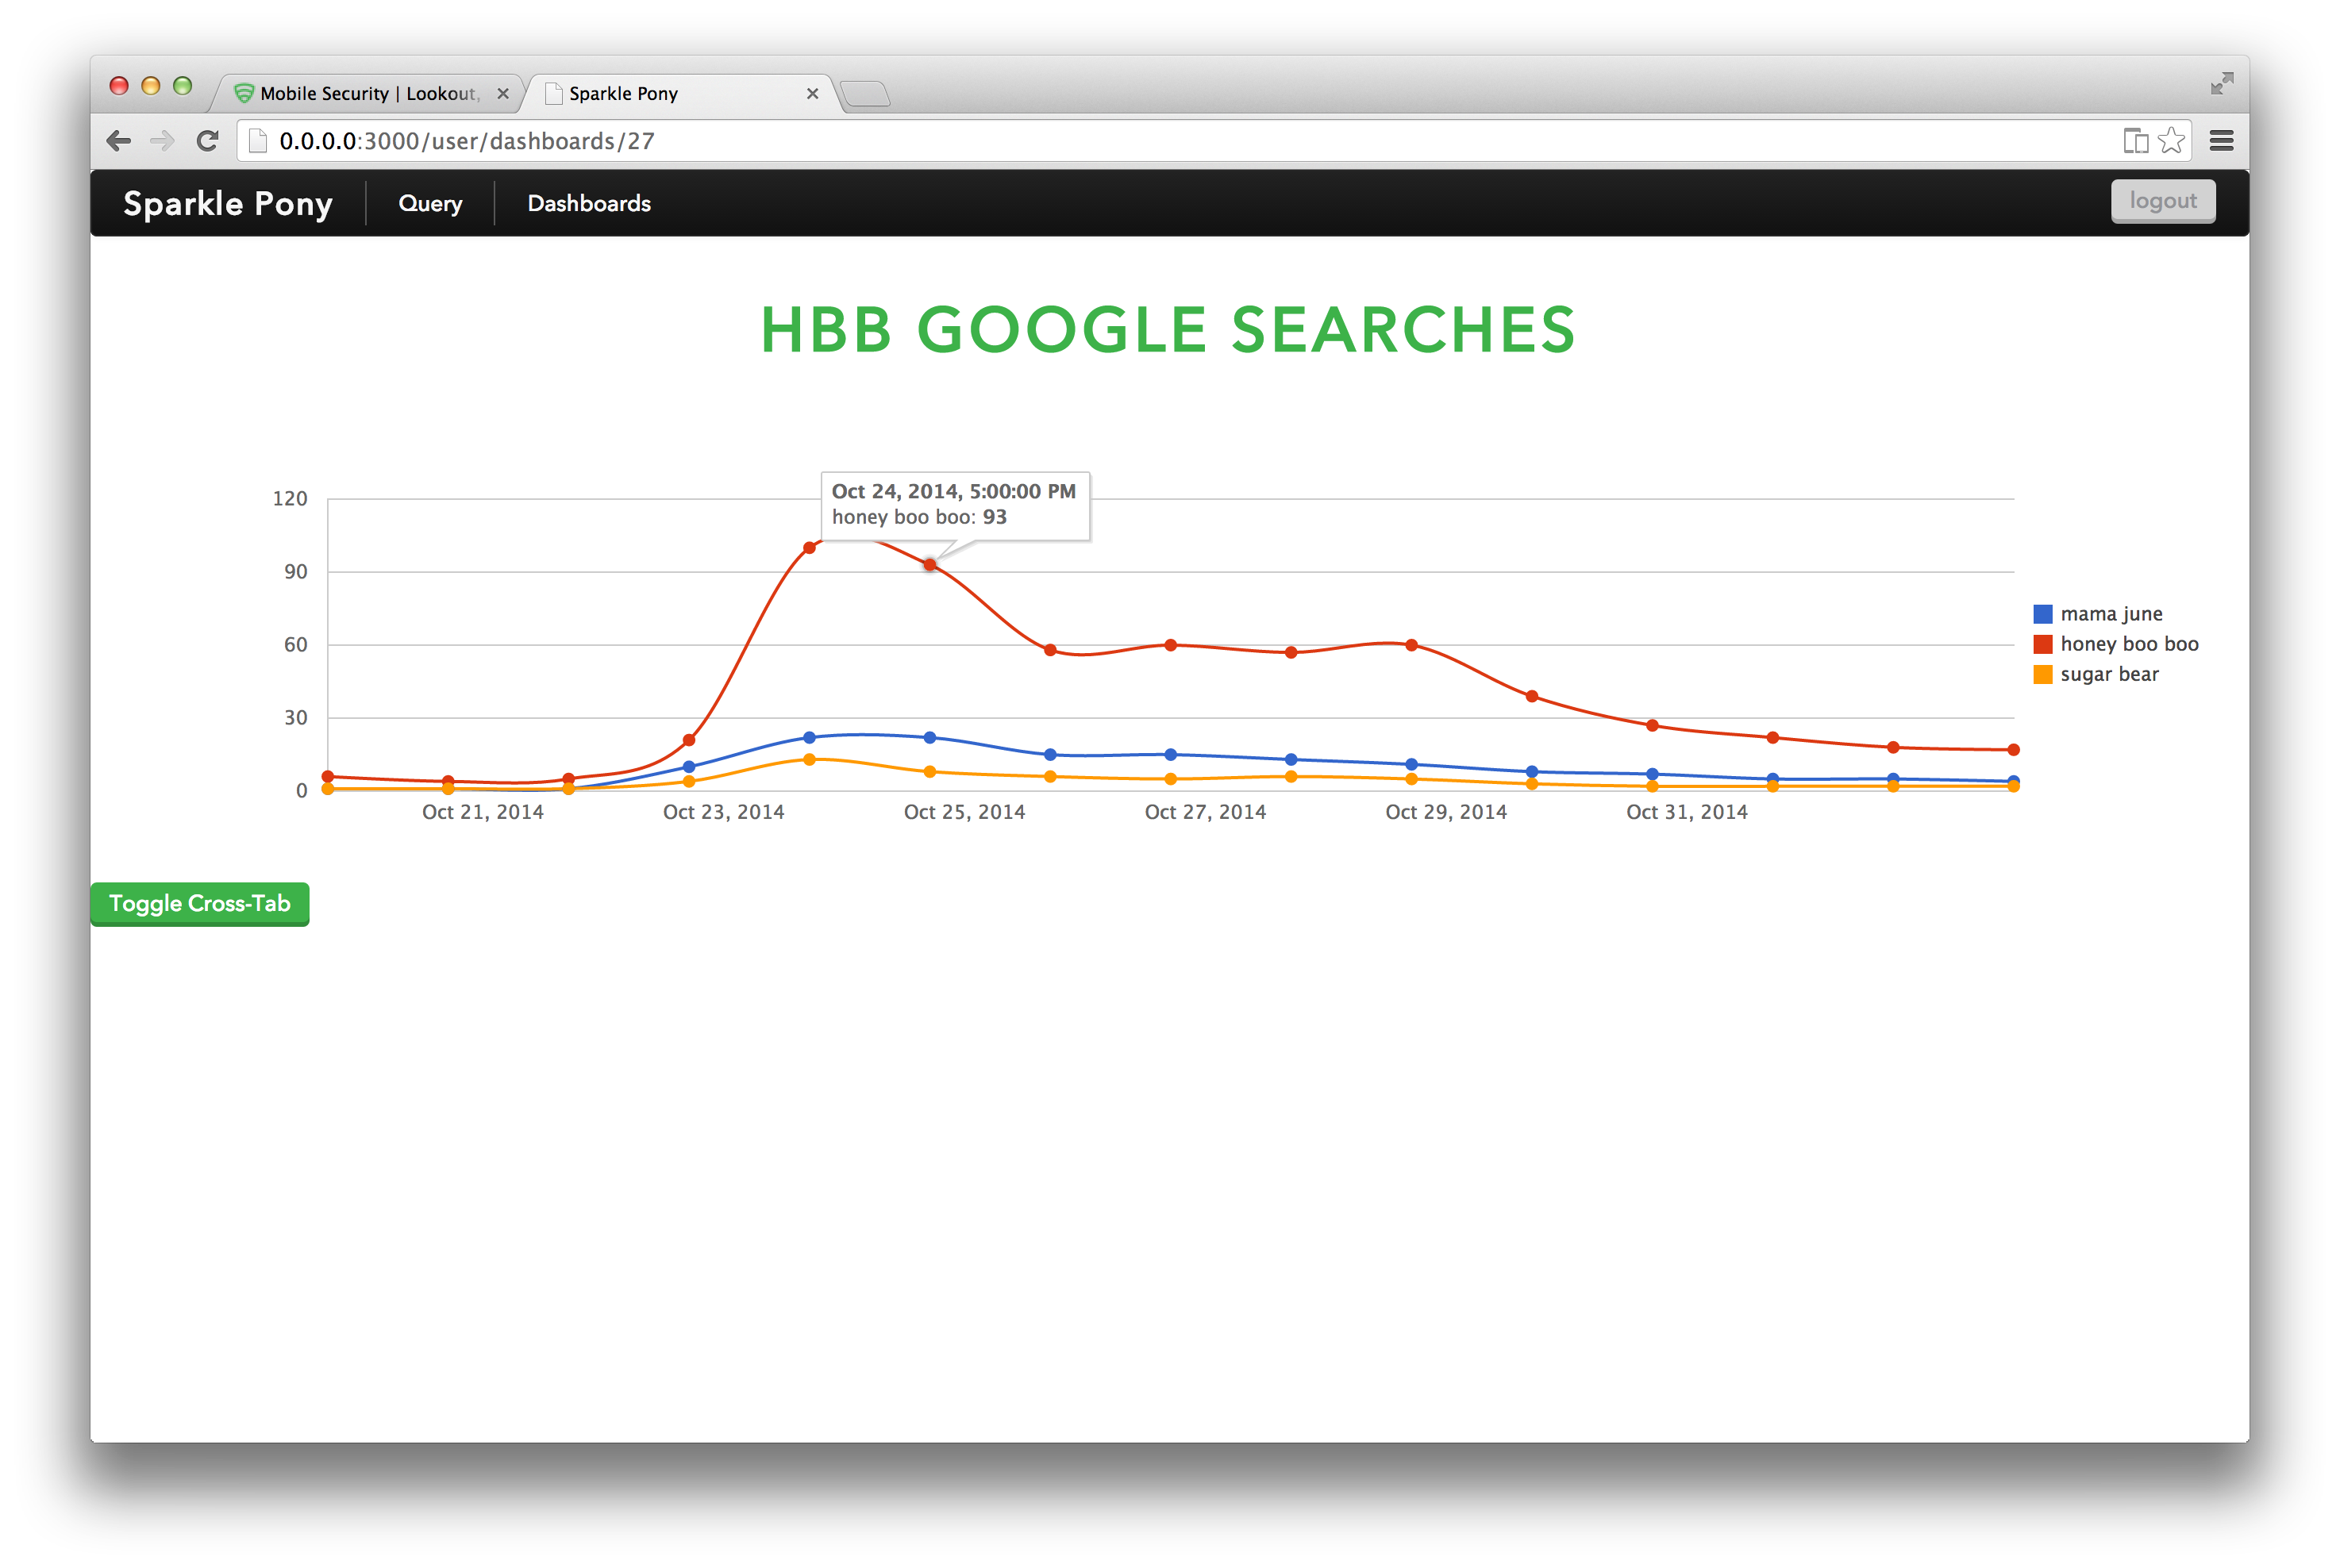 Mobile Security | Lookout,
Sparkle Pony
0.0.0.0:3000/user/dashboards/27
Sparkle Pony
Query
Dashboards
logout
HBB GOOGLE SEARCHES
Oct 24, 2014, 5:00:00 PM
honey boo boo: 93
120
90
60
30
0
mama june
honey boo boo
sugar bear
Oct 21, 2014
Oct 23, 2014
Oct 25, 2014
Oct 27, 2014
Oct 29, 2014
Oct 31, 2014
Toggle Cross-Tab